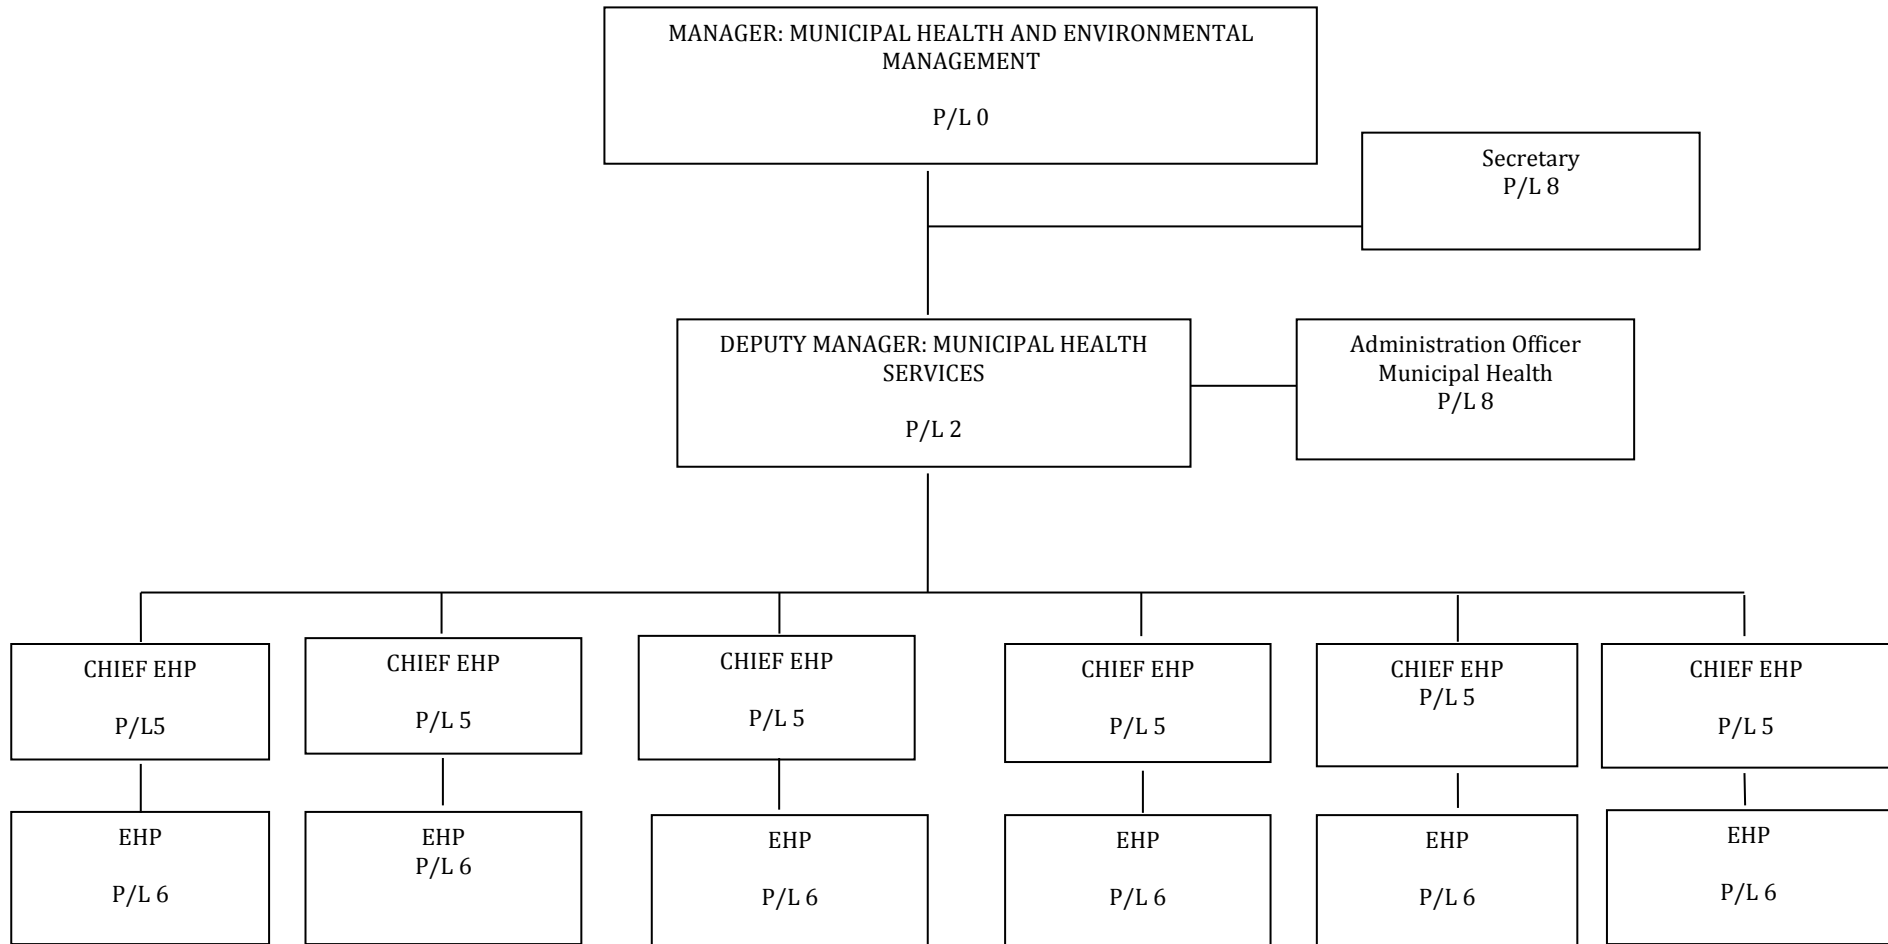 MANAGER: MUNICIPAL HEALTH AND ENVIRONMENTAL
MANAGEMENT
P/L 0
Secretary
P/L 8
DEPUTY MANAGER: MUNICIPAL HEALTH
SERVICES
P/L 2
Administration Officer
Municipal Health
P/L 8
CHIEF EHP
P/L5
CHIEF EHP
P/L 5
CHIEF EHP
P/L 5
CHIEF EHP
P/L 5
CHIEF EHP
P/L 5
CHIEF EHP
P/L 5
EHP
P/L 6
EHP
P/L 6
EHP
P/L 6
EHP
P/L 6
EHP
P/L 6
EHP
P/L 6